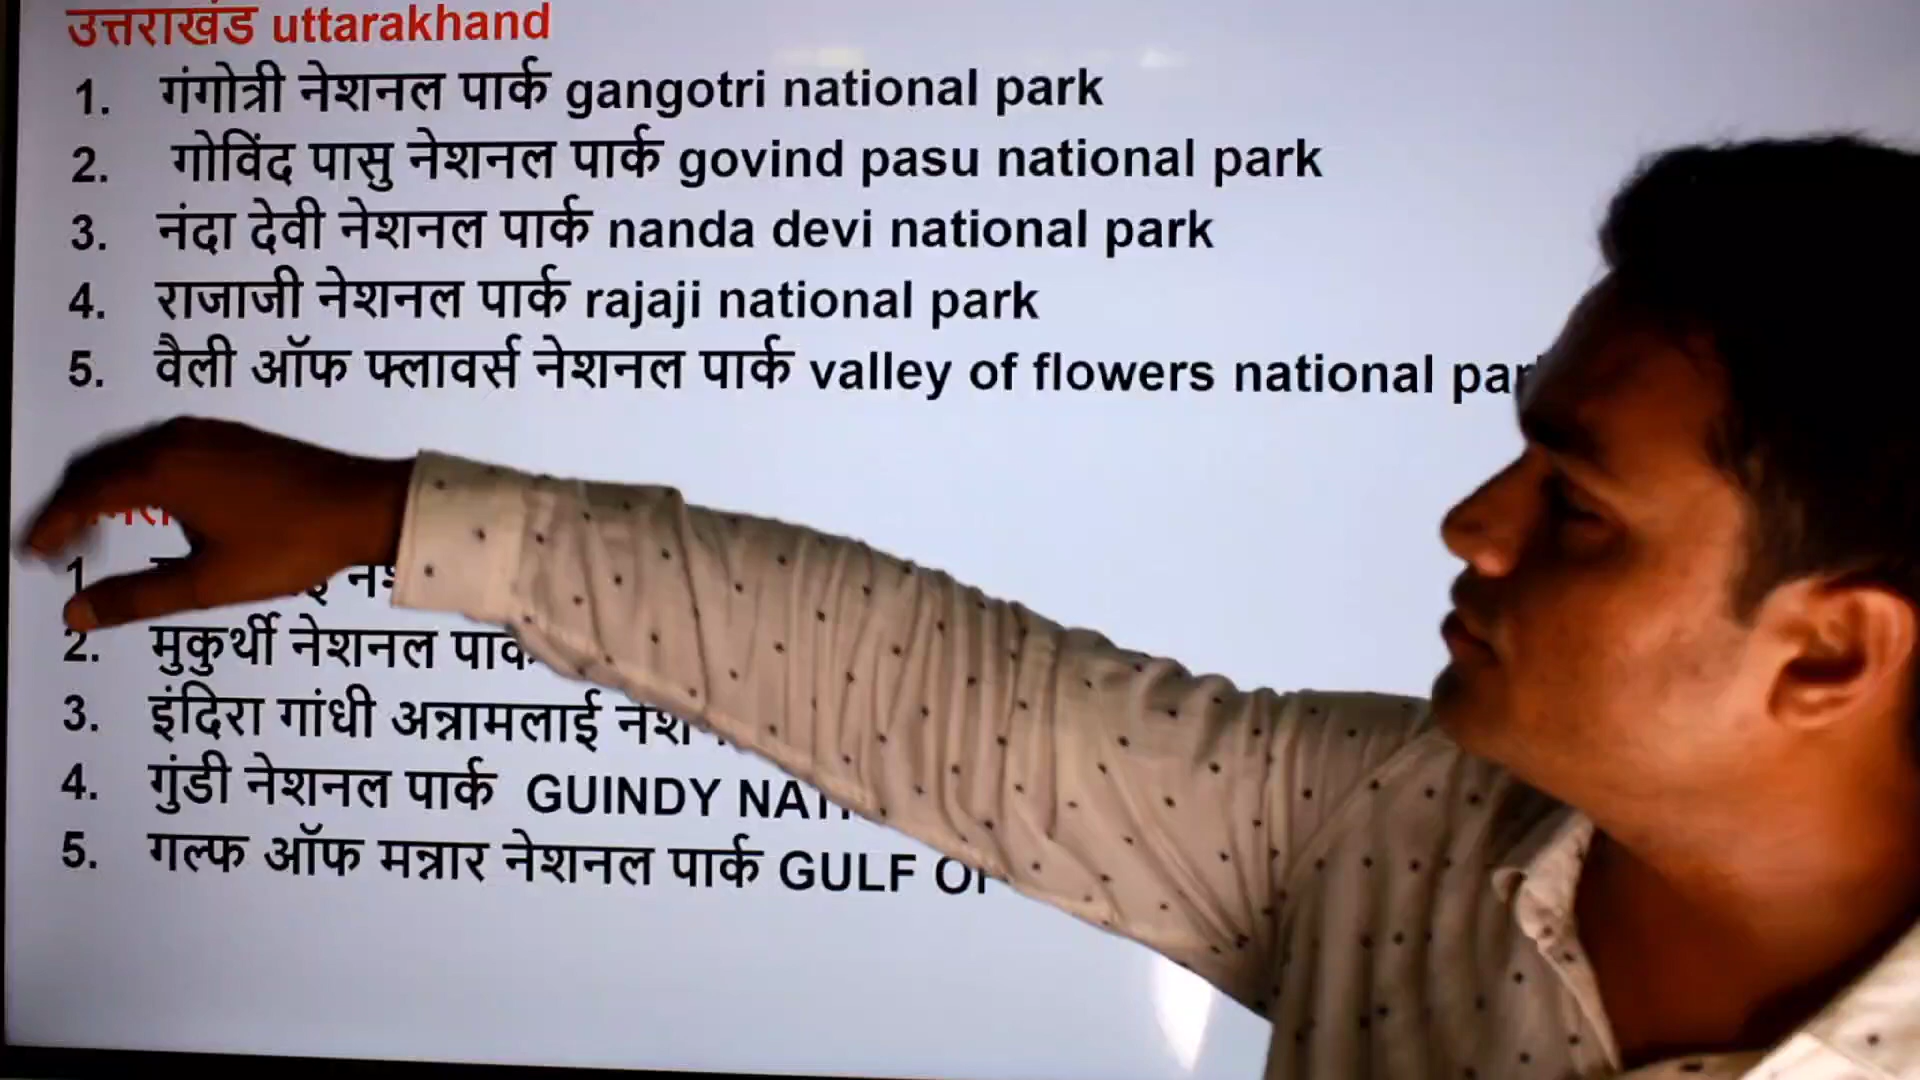 उत्तराखंड uttarakhand
1. गंगोत्री नेशनल पार्क gangotri national park
2. गोविंद पासु नेशनल पार्क govind pasu national park
3. नंदा देवी नेशनल पार्क nanda devi national park
4. राजाजी नेशनल पार्क rajaji national park
5. वैली ऑफ फ्लावर्स नेशनल पार्क valley of flowers national
1.
2. मुकुर्थी नेशनल
3. इंदिरा गांधी अन्नामलाई
4. गुंडी नेशनल पार्क GUINDY
5. गल्फ ऑफ मन्नार नेशनल पार्क GULF